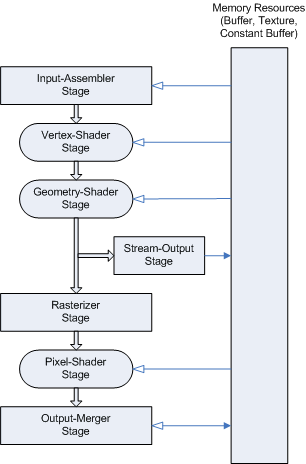 Memory Resources
(Buffer, Texture,
Constant Buffer)
Input-Assembler
Stage
Vertex-Shader
Stage
Geometry-Shader
Stage
Stream-Output
Stage
Rasterizer
Stage
Pixel-Shader
Stage
Output-Merger
Stage